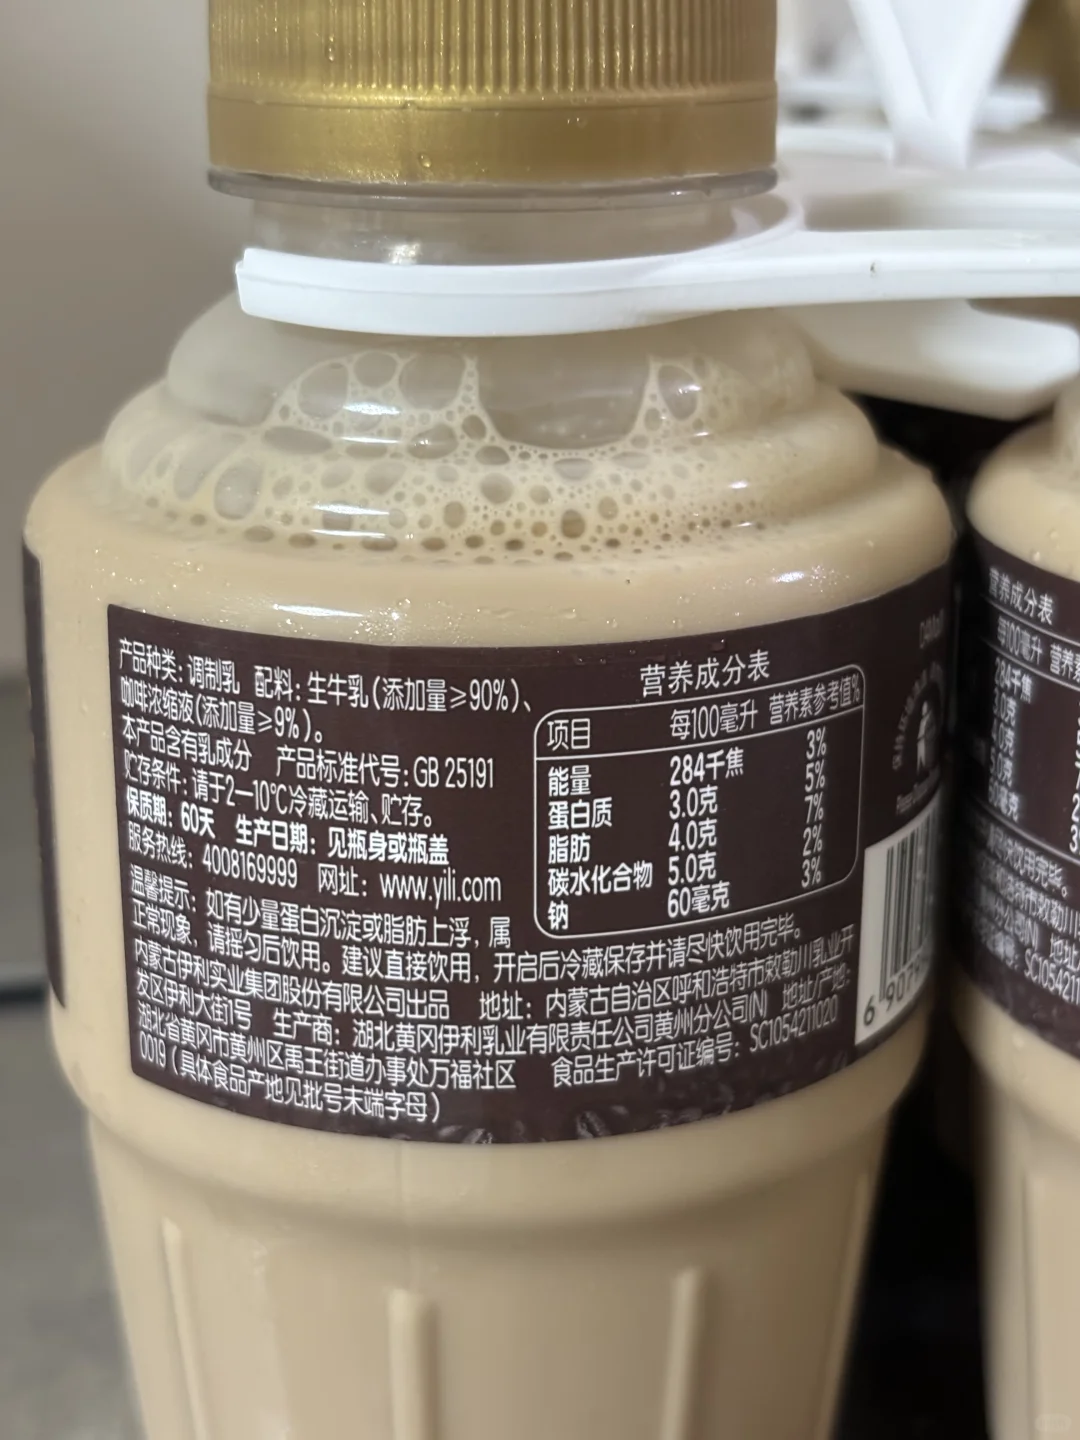 产品种类：调制乳 配料：生牛乳（添加量≥90%）、
咖啡浓缩液（添加量≥9%）。
本产品含有乳成分 产品标准代号：GB 25191
贮存条件：请于2—10℃冷藏运输、贮存。
保质期：60天 生产日期：见瓶身或瓶盖
服务热线：4008169999 网址：www.yili.com
温馨提示：如有少量蛋白沉淀或脂肪上浮，属
正常现象，请摇匀后饮用。建议直接饮用，开启后冷藏保存并请尽快饮用完毕。
内蒙古伊利实业集团股份有限公司出品 地址：内蒙古自治区呼和浩特市敕勒川乳业开
发区伊利大街1号 生产商：湖北黄冈伊利乳业有限责任公司黄州分公司(N) 地址/产地：
湖北省黄冈市黄州区禹王街道办事处万福社区 食品生产许可证编号：SC1054211020
0019（具体食品产地见批号末端字母）
营养成分表
项目 每100毫升 营养素参考值%
能量 284千焦 3%
蛋白质 3.0克 5%
脂肪 4.0克 7%
碳水化合物 5.0克 2%
钠 60毫克 3%
6 907
营养成分表
每100毫升 营养素
284千焦
3.0克